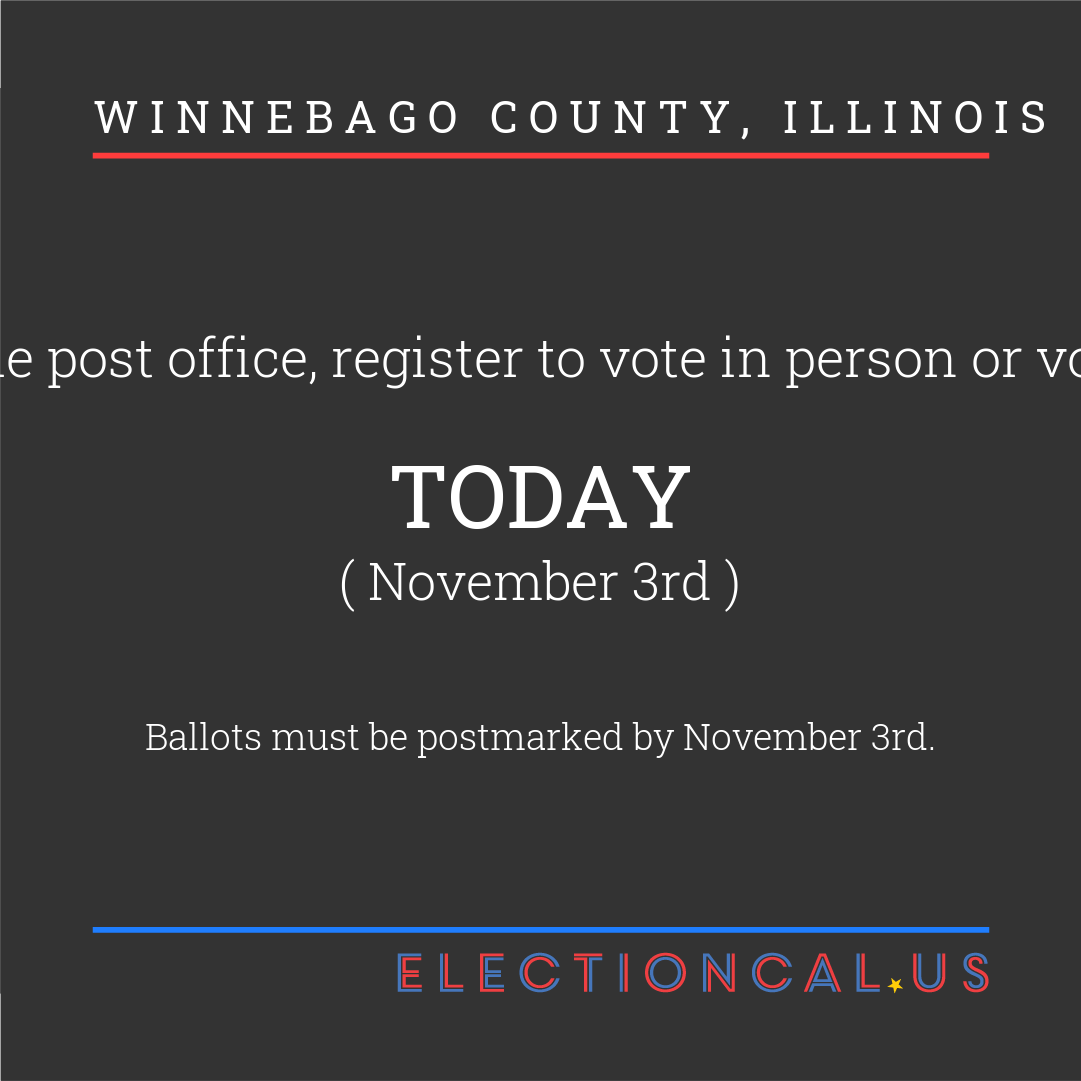 WINNEBAGO COUNTY, ILLINOIS
e post office, register to vote in person or vo
TODAY
( November 3rd )
Ballots must be postmarked by November 3rd.
ELECTIONCAL.US